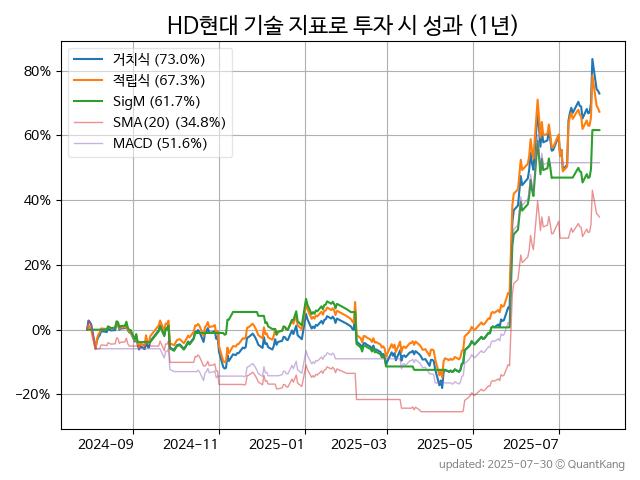 HD현대 기술 지표로 투자 시 성과 (1년)
거치식 (73.0%)
적립식 (67.3%)
SigM (61.7%)
SMA(20) (34.8%)
MACD (51.6%)
80%
60%
40%
20%
0%
−20%
2024−09 2024−11 2025−01 2025−03 2025−05 2025−07
updated: 2025-07-30 © QuantKang